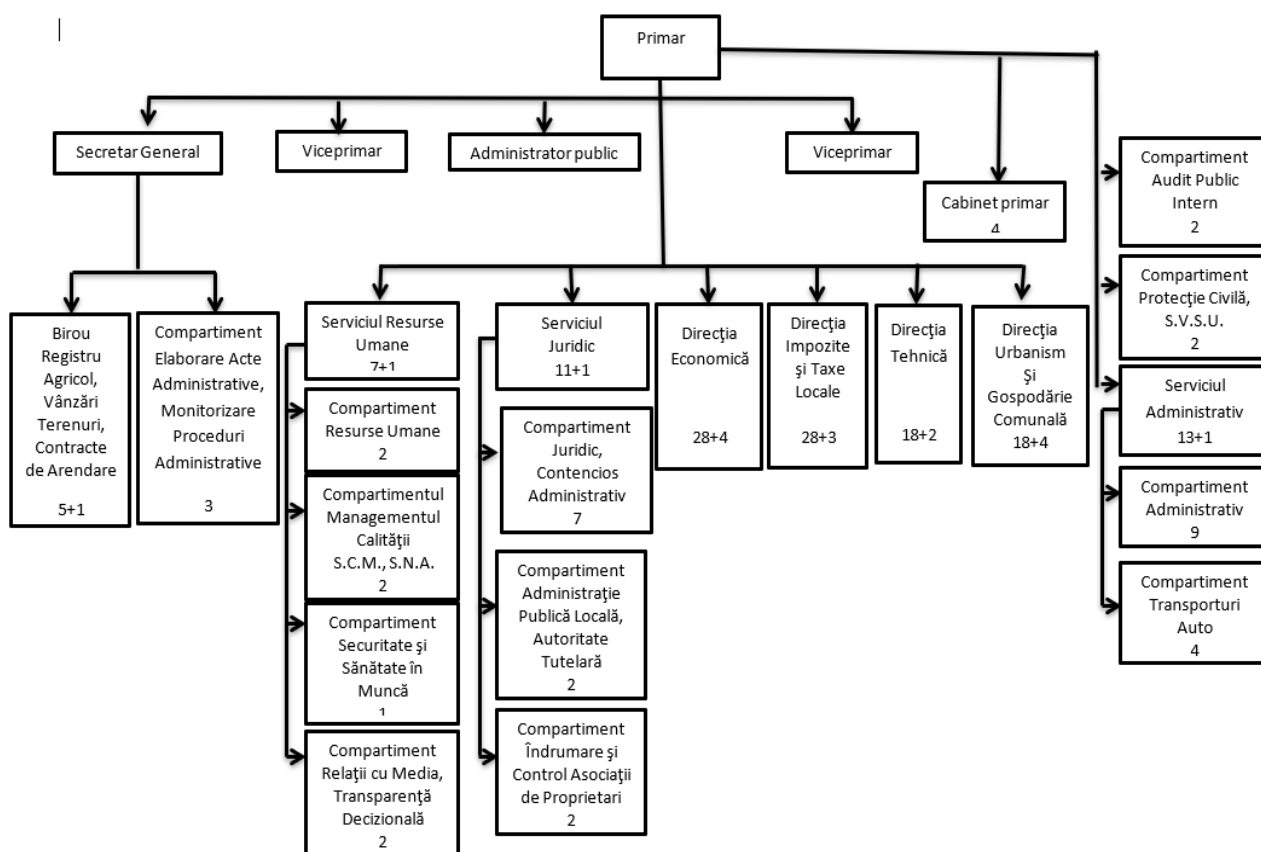 Primar
Secretar General
Viceprimar
Administrator public
Viceprimar
Cabinet primar
4
Compartiment
Audit Public
Intern
2
Compartiment
Protecţie Civilă,
S.V.S.U.
2
Serviciul
Administrativ
13+1
Compartiment
Administrativ
9
Compartiment
Transporturi
Auto
4
Birou
Registru
Agricol,
Vânzări
Terenuri,
Contracte
de Arendare
5+1
Compartiment
Elaborare Acte
Administrative,
Monitorizare
Proceduri
Administrative
3
Serviciul Resurse
Umane
7+1
Compartiment
Resurse Umane
2
Compartimentul
Managementul
Calităţii
S.C.M., S.N.A.
2
Compartiment
Securitate şi
Sănătate în
Muncă
1
Compartiment
Relaţii cu Media,
Transparenţă
Decizională
2
Serviciul
Juridic
11+1
Compartiment
Juridic,
Contencios
Administrativ
7
Compartiment
Administraţie
Publică Locală,
Autoritate
Tutelară
2
Compartiment
Îndrumare şi
Control Asociaţii
de Proprietari
2
Direcţia
Economică
28+4
Direcţia
Impozite
şi Taxe
Locale
28+3
Direcţia
Tehnică
18+2
Direcţia
Urbanism
Şi
Gospodărie
Comunală
18+4